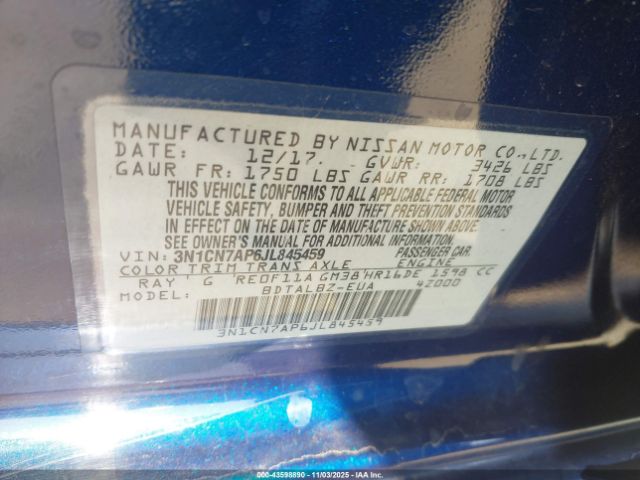 MANUFACTURED BY NISSAN MOTOR CO.,LTD.
DATE: 12/17. GVWR: 3426 LBS
GAWR FR: 1750 LBS GAWR RR: 1708 LBS
THIS VEHICLE CONFORMS TO ALL APPLICABLE FEDERAL MOTOR
VEHICLE SAFETY, BUMPER AND THEFT PREVENTION STANDARDS
IN EFFECT ON THE DATE OF MANUFACTURE SHOWN ABOVE.
SEE OWNER'S MANUAL FOR ADDITIONAL LOADING INFORMATION.
VIN: 3N1CN7AP6JL845459 PASSENGER CAR
COLOR TRIM TRANS AXLE ENGINE
RAY G RE0F11A GM38 HR16DE 1598 CC
MODEL: BDTALBZ-EUA 42000
3N1CN7AP6JL845459
000-43598890 - 11/03/2025 - Copyright IAA Inc.